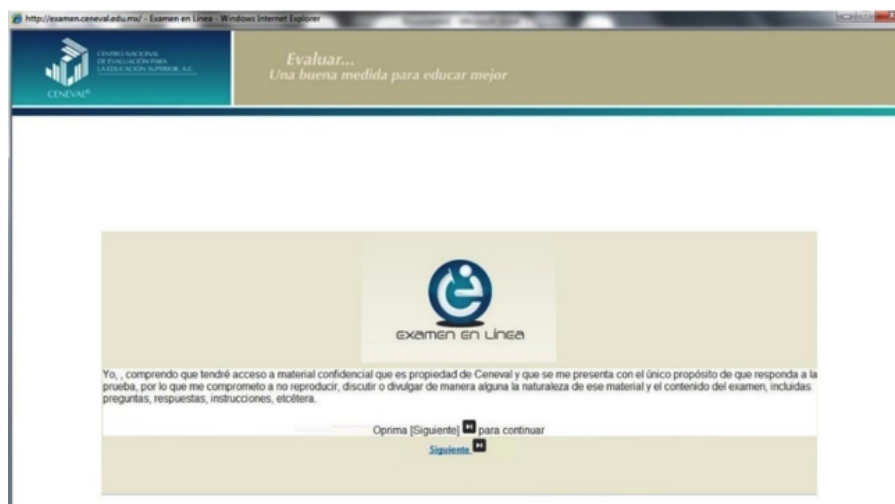 http://examen.ceneval.edu.mx/ - Examen en Línea - Windows Internet Explorer
CENTRO NACIONAL
DE EVALUACIÓN PARA
LA EDUCACIÓN SUPERIOR, A.C.
CENEVAL®
Evaluar...
Una buena medida para educar mejor
EXAMEN EN LÍNEA
Yo, , comprendo que tendré acceso a material confidencial que es propiedad de Ceneval y que se me presenta con el único propósito de que responda a la
prueba, por lo que me comprometo a no reproducir, discutir o divulgar de manera alguna la naturaleza de ese material y el contenido del examen, incluidas
preguntas, respuestas, instrucciones, etcétera.
Oprima [Siguiente] para continuar
Siguiente